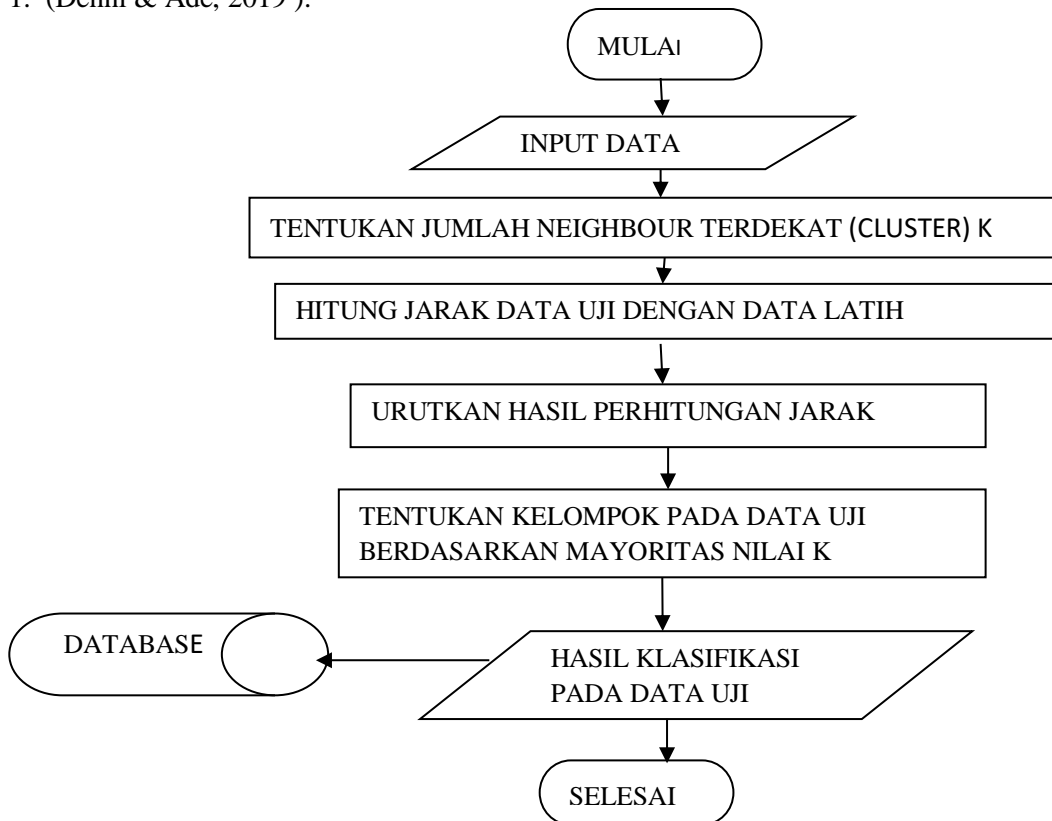 1. (Denni & Ade, 2019 ).
MULAI
INPUT DATA
TENTUKAN JUMLAH NEIGHBOUR TERDEKAT (CLUSTER) K
HITUNG JARAK DATA UJI DENGAN DATA LATIH
URUTKAN HASIL PERHITUNGAN JARAK
TENTUKAN KELOMPOK PADA DATA UJI
BERDASARKAN MAYORITAS NILAI K
DATABASE
HASIL KLASIFIKASI
PADA DATA UJI
SELESAI